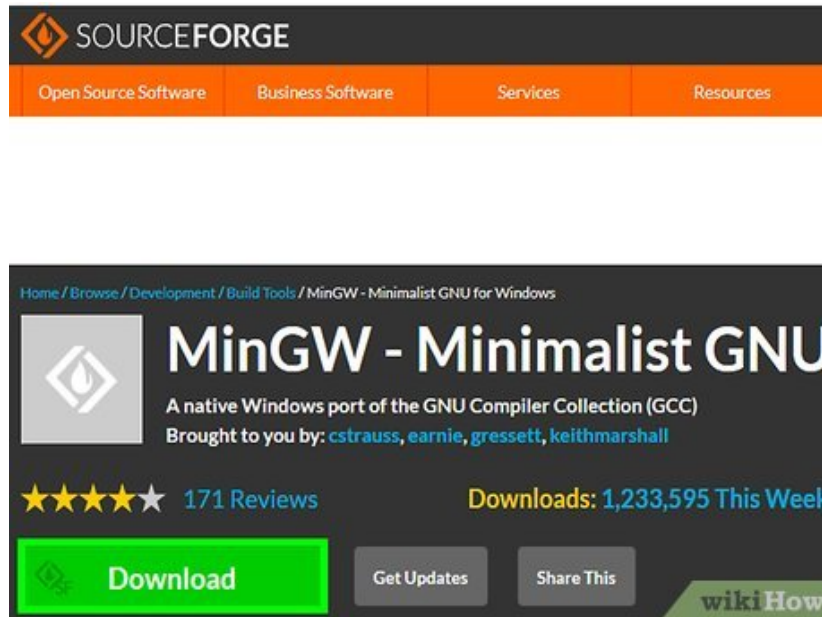 SOURCEFORGE
Open Source Software Business Software Services Resources
Home / Browse / Development / Build Tools / MinGW - Minimalist GNU for Windows
MinGW - Minimalist GNU
A native Windows port of the GNU Compiler Collection (GCC)
Brought to you by: cstrauss, earnie, gressett, keithmarshall
171 Reviews Downloads: 1,233,595 This Week
SF Download Get Updates Share This
wikiHow